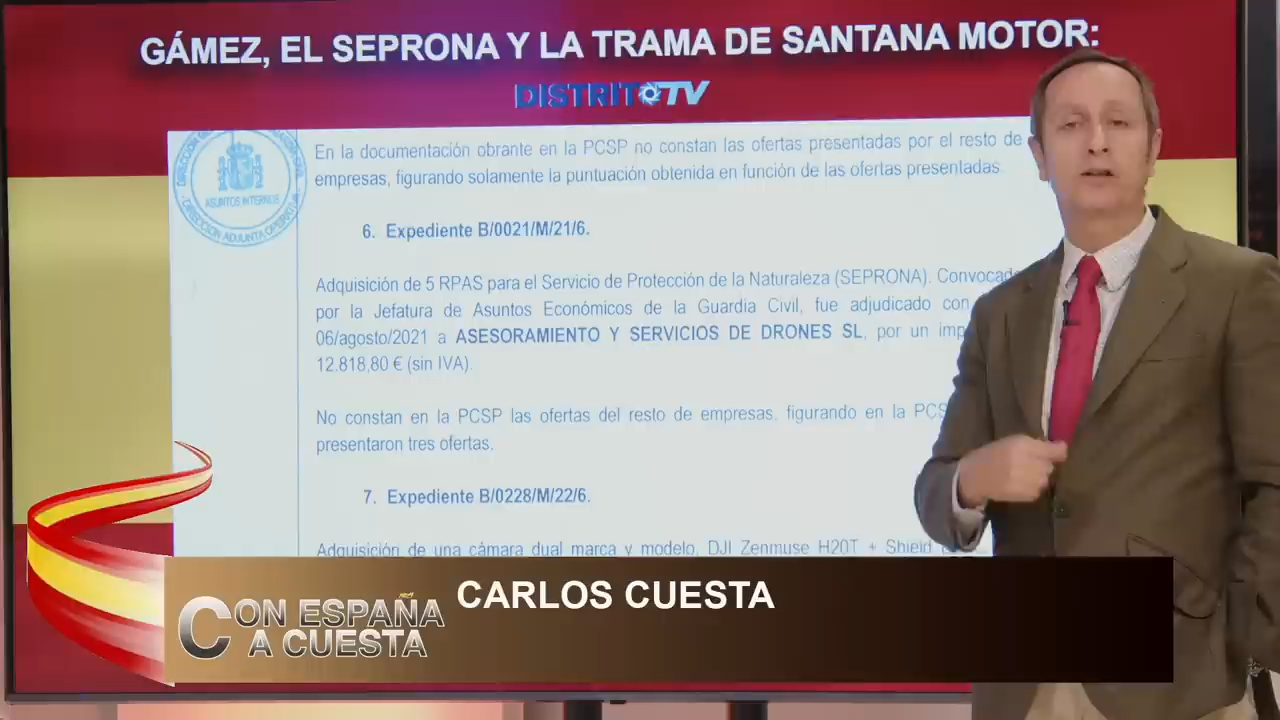 GÁMEZ, EL SEPRONA Y LA TRAMA DE SANTANA MOTOR:
DISTRITO TV
ASUNTOS INTERNOS
DIRECCIÓN ADJUNTA OPERATIVA
En la documentación obrante en la PCSP no constan las ofertas presentadas por el resto de
empresas, figurando solamente la puntuación obtenida en función de las ofertas presentadas.
6. Expediente B/0021/M/21/6.
Adquisición de 5 RPAS para el Servicio de Protección de la Naturaleza (SEPRONA). Convocado
por la Jefatura de Asuntos Económicos de la Guardia Civil, fue adjudicado con
06/agosto/2021 a ASESORAMIENTO Y SERVICIOS DE DRONES SL, por un
12.818,80 € (sin IVA).
No constan en la PCSP las ofertas del resto de empresas, figurando en la
presentaron tres ofertas.
7. Expediente B/0228/M/22/6.
Adquisición de una cámara dual marca y modelo, DJI Zenmuse H20T + Shield
CARLOS CUESTA
CON ESPAÑA
A CUESTA